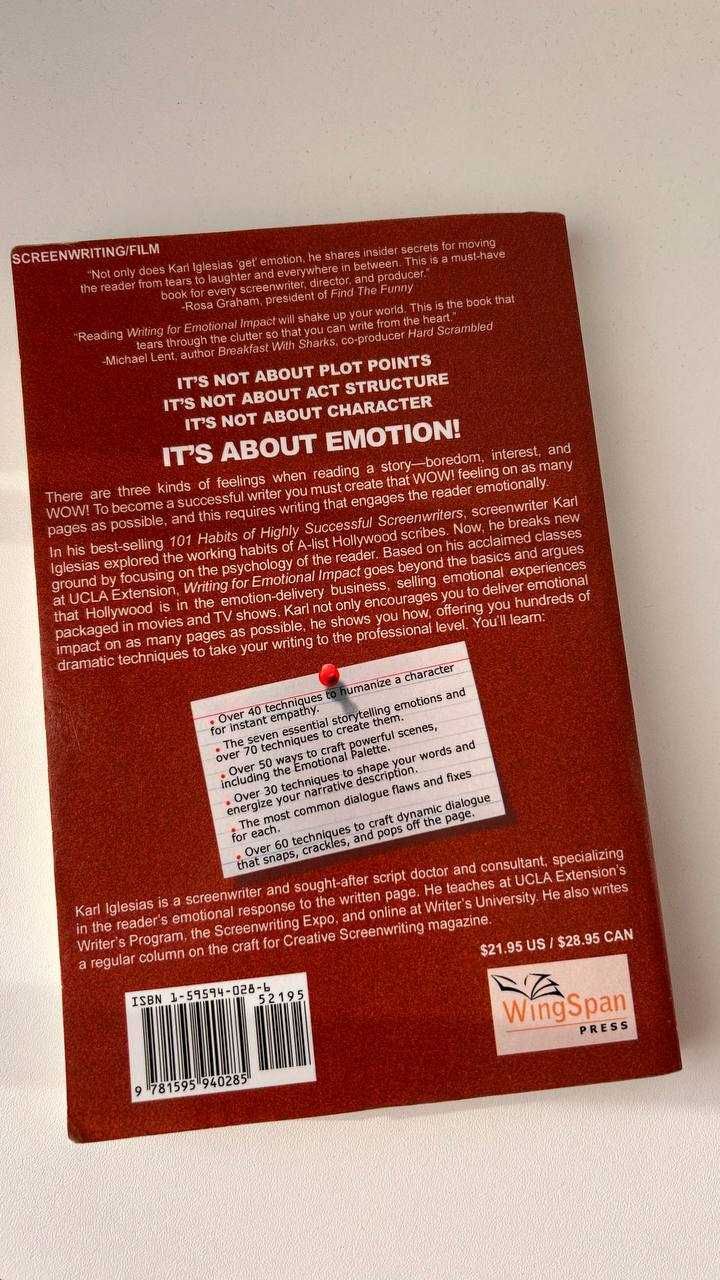 SCREENWRITING/FILM
"Not only does Karl Iglesias 'get' emotion, he shares insider secrets for moving
the reader from tears to laughter and everywhere in between. This is a must-have
book for every screenwriter, director, and producer."
-Rosa Graham, president of Find The Funny
"Reading Writing for Emotional Impact will shake up your world. This is the book that
tears through the clutter so that you can write from the heart."
-Michael Lent, author Breakfast With Sharks, co-producer Hard Scrambled
IT'S NOT ABOUT PLOT POINTS
IT'S NOT ABOUT ACT STRUCTURE
IT'S NOT ABOUT CHARACTER
IT'S ABOUT EMOTION!
There are three kinds of feelings when reading a story—boredom, interest, and
WOW! To become a successful writer you must create that WOW! feeling on as many
pages as possible, and this requires writing that engages the reader emotionally.
In his best-selling 101 Habits of Highly Successful Screenwriters, screenwriter Karl
Iglesias explored the working habits of A-list Hollywood scribes. Now, he breaks new
ground by focusing on the psychology of the reader. Based on his acclaimed classes
at UCLA Extension, Writing for Emotional Impact goes beyond the basics and argues
that Hollywood is in the emotion-delivery business, selling emotional experiences
packaged in movies and TV shows. Karl not only encourages you to deliver emotional
impact on as many pages as possible, he shows you how, offering you hundreds of
dramatic techniques to take your writing to the professional level. You'll learn:
• Over 40 techniques to humanize a character
for instant empathy.
• The seven essential storytelling emotions and
over 70 techniques to create them.
• Over 50 ways to craft powerful scenes,
including the Emotional Palette.
• Over 30 techniques to shape your words and
energize your narrative description.
• The most common dialogue flaws and fixes
for each.
• Over 60 techniques to craft dynamic dialogue
that snaps, crackles, and pops off the page.
Karl Iglesias is a screenwriter and sought-after script doctor and consultant, specializing
in the reader's emotional response to the written page. He teaches at UCLA Extension's
Writer's Program, the Screenwriting Expo, and online at Writer's University. He also writes
a regular column on the craft for Creative Screenwriting magazine.
$21.95 US / $28.95 CAN
ISBN 1-59594-028-6
52195
9 781595 940285
WingSpan
PRESS